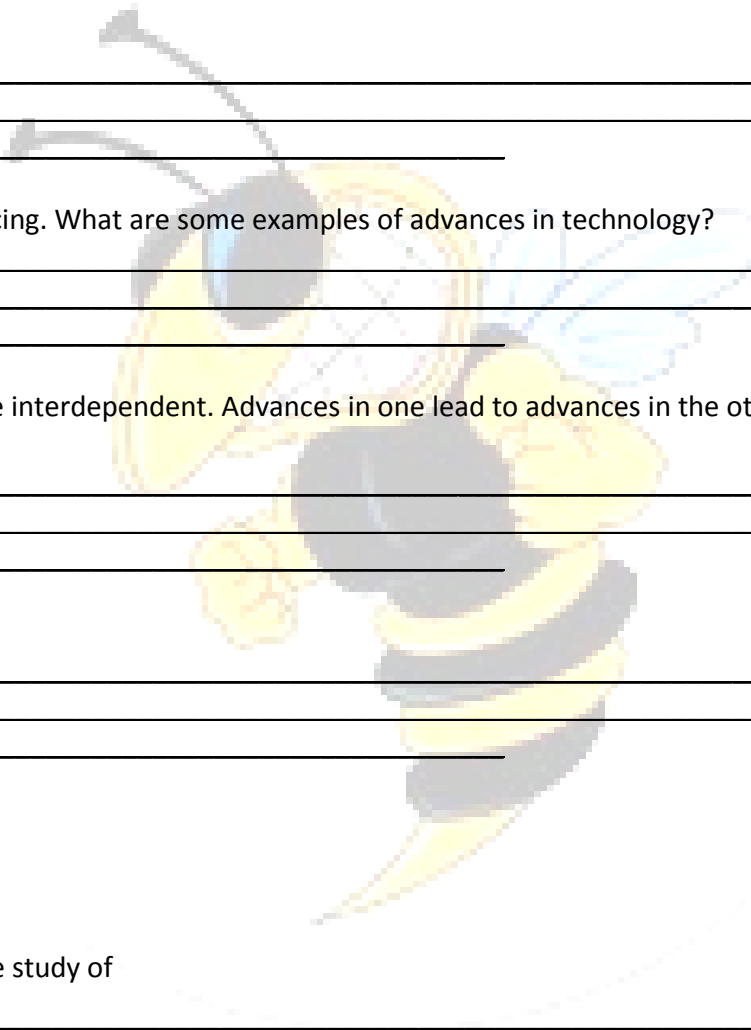 cing. What are some examples of advances in technology?
e interdependent. Advances in one lead to advances in the ot
e study of